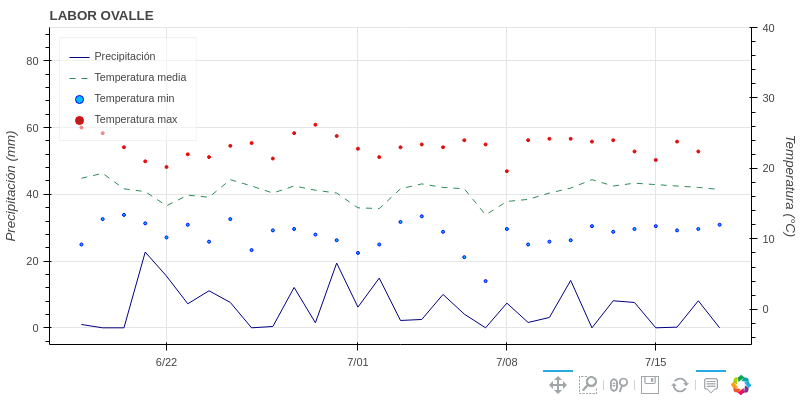 LABOR OVALLE
Precipitación
Temperatura media
Temperatura min
Temperatura max
Precipitación (mm)
80
60
40
20
0
40
30
20
10
0
Temperatura (°C)
6/22
7/01
7/08
7/15